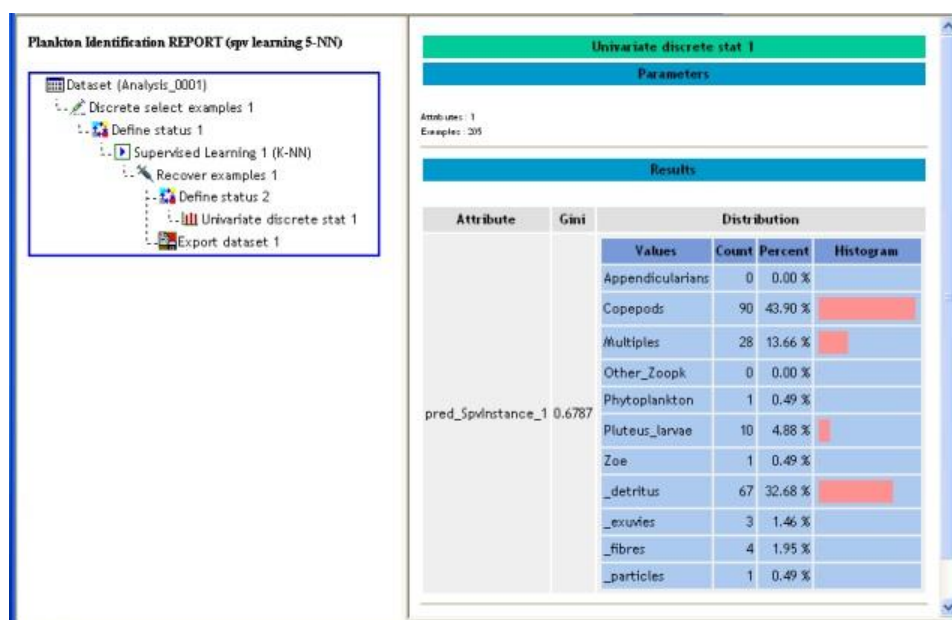 Plankton Identification REPORT (spv learning 5-NN)
Dataset (Analysis_0001)
Discrete select examples 1
Define status 1
Supervised Learning 1 (K-NN)
Recover examples 1
Define status 2
Univariate discrete stat 1
Export dataset 1
Univariate discrete stat 1
Parameters
Attributes : 1
Examples : 205
Results
Attribute Gini Distribution
Values Count Percent Histogram
Appendicularians 0 0.00 %
Copepods 90 43.90 %
Multiples 28 13.66 %
Other_Zoopk 0 0.00 %
Phytoplankton 1 0.49 %
pred_SpvInstance_1 0.6787
Pluteus_larvae 10 4.88 %
Zoe 1 0.49 %
_detritus 67 32.68 %
_exuvies 3 1.46 %
_fibres 4 1.95 %
_particles 1 0.49 %